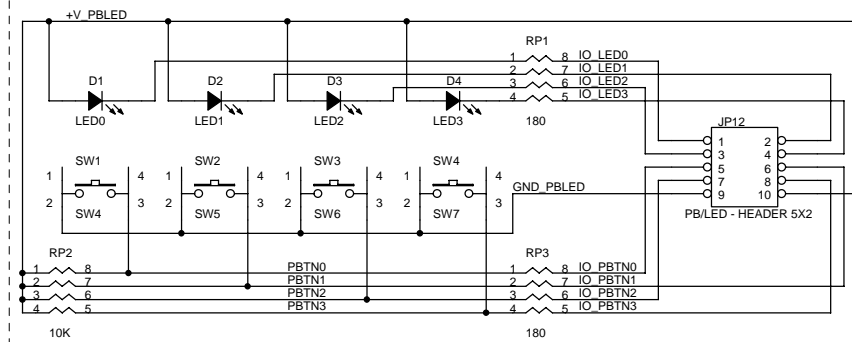 +V_PBLED
RP1
1 8 IO_LED0
2 7 IO_LED1
3 6 IO_LED2
4 5 IO_LED3
180
D1 D2 D3 D4
LED0 LED1 LED2 LED3
JP12
1 2
3 4
5 6
7 8
9 10
PB/LED - HEADER 5X2
SW1 SW2 SW3 SW4
1 4 1 4 1 4 1 4
2 3 2 3 2 3 2 3
SW4 SW5 SW6 SW7
GND_PBLED
RP2 RP3
1 8 PBTN0 1 8 IO_PBTN0
2 7 PBTN1 2 7 IO_PBTN1
3 6 PBTN2 3 6 IO_PBTN2
4 5 PBTN3 4 5 IO_PBTN3
10K 180